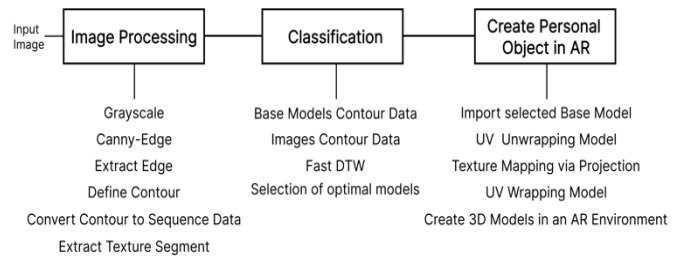 Input
Image
Image Processing
Grayscale
Canny-Edge
Extract Edge
Define Contour
Convert Contour to Sequence Data
Extract Texture Segment
Classification
Base Models Contour Data
Images Contour Data
Fast DTW
Selection of optimal models
Create Personal
Object in AR
Import selected Base Model
UV Unwrapping Model
Texture Mapping via Projection
UV Wrapping Model
Create 3D Models in an AR Environment